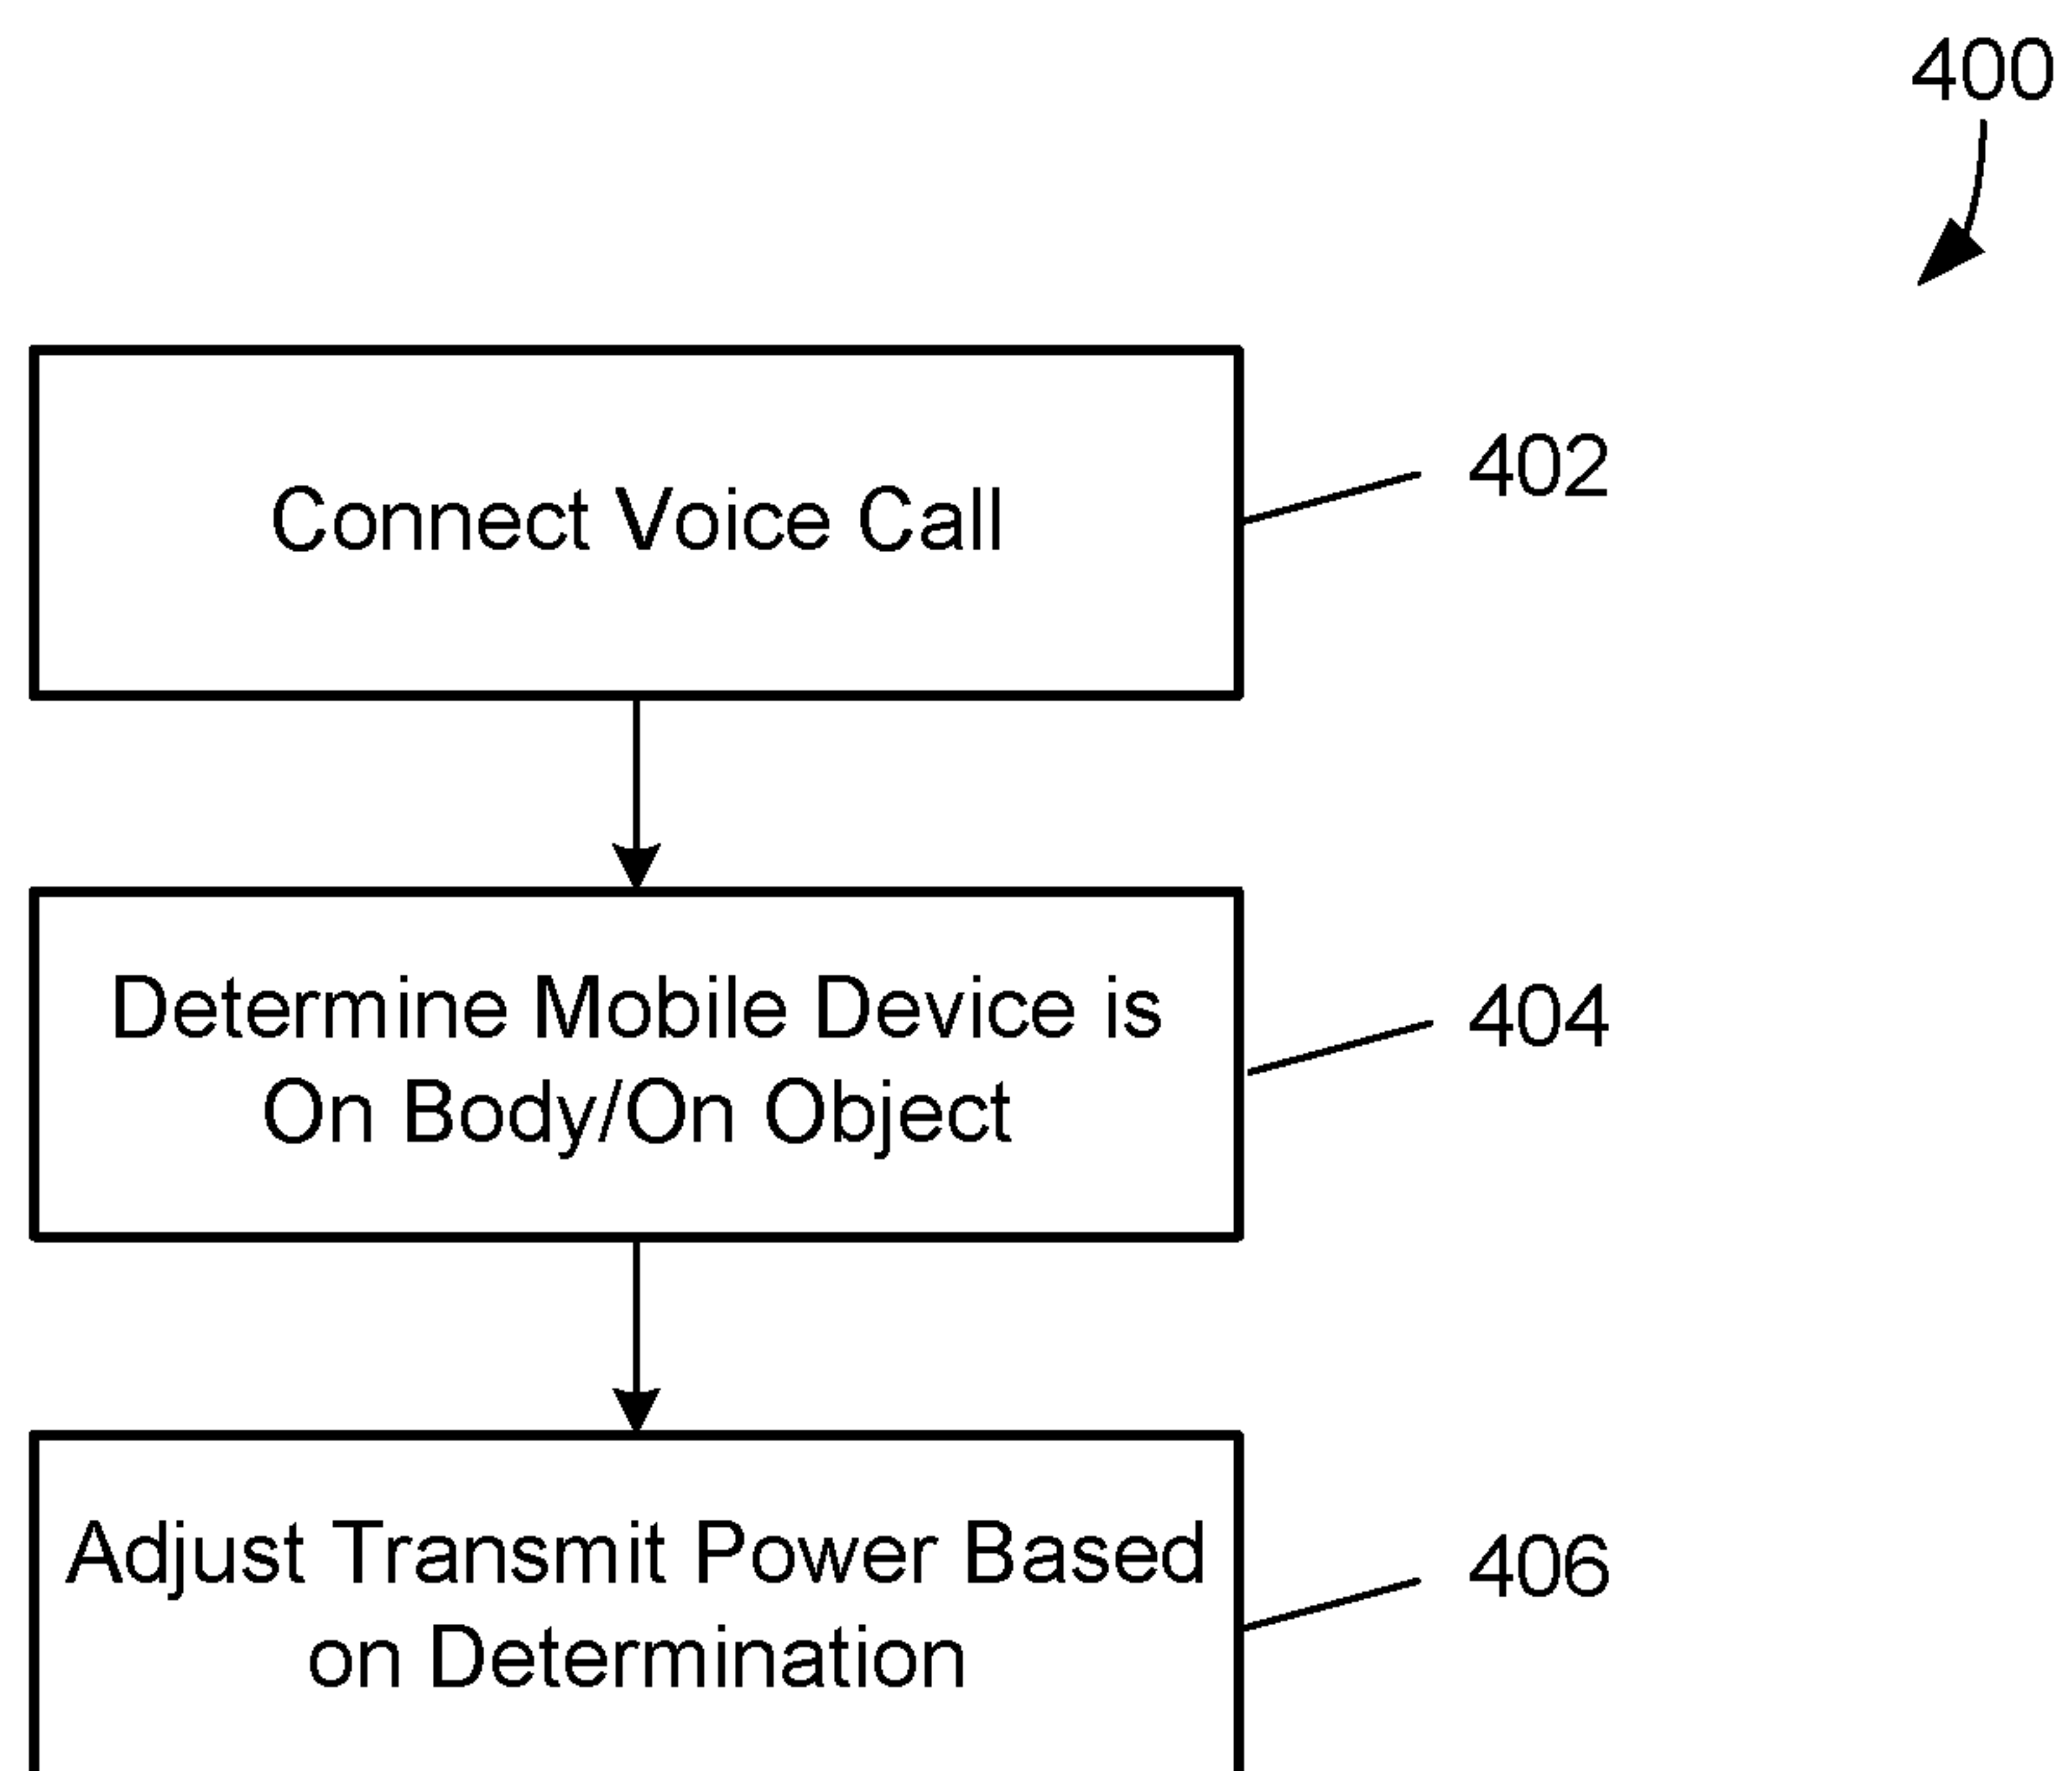 400
Connect Voice Call
402
Determine Mobile Device is
On Body/On Object
404
Adjust Transmit Power Based
on Determination
406